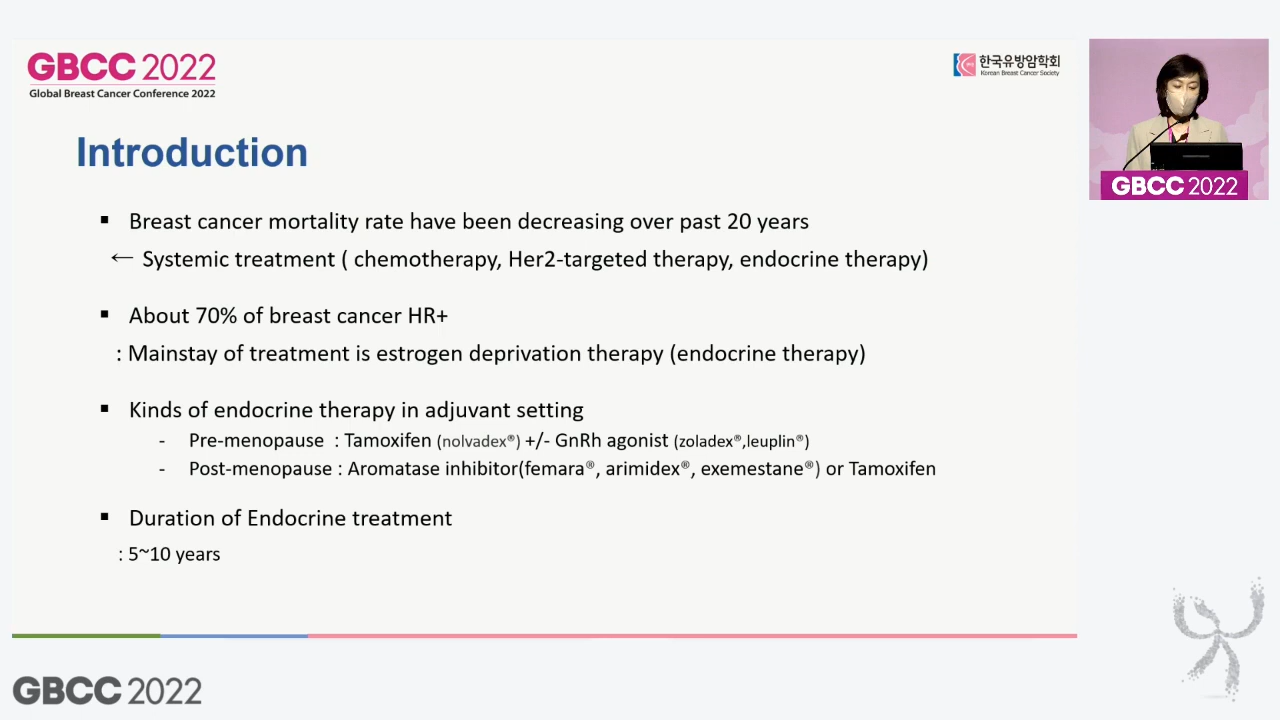 GBCC 2022
Global Breast Cancer Conference 2022
한국유방암학회
Korean Breast Cancer Society
Introduction
▪ Breast cancer mortality rate have been decreasing over past 20 years
← Systemic treatment ( chemotherapy, Her2-targeted therapy, endocrine therapy)
▪ About 70% of breast cancer HR+
: Mainstay of treatment is estrogen deprivation therapy (endocrine therapy)
▪ Kinds of endocrine therapy in adjuvant setting
- Pre-menopause : Tamoxifen (nolvadex®) +/- GnRh agonist (zoladex®,leuplin®)
- Post-menopause : Aromatase inhibitor(femara®, arimidex®, exemestane®) or Tamoxifen
▪ Duration of Endocrine treatment
: 5~10 years
GBCC 2022
GBCC 2022